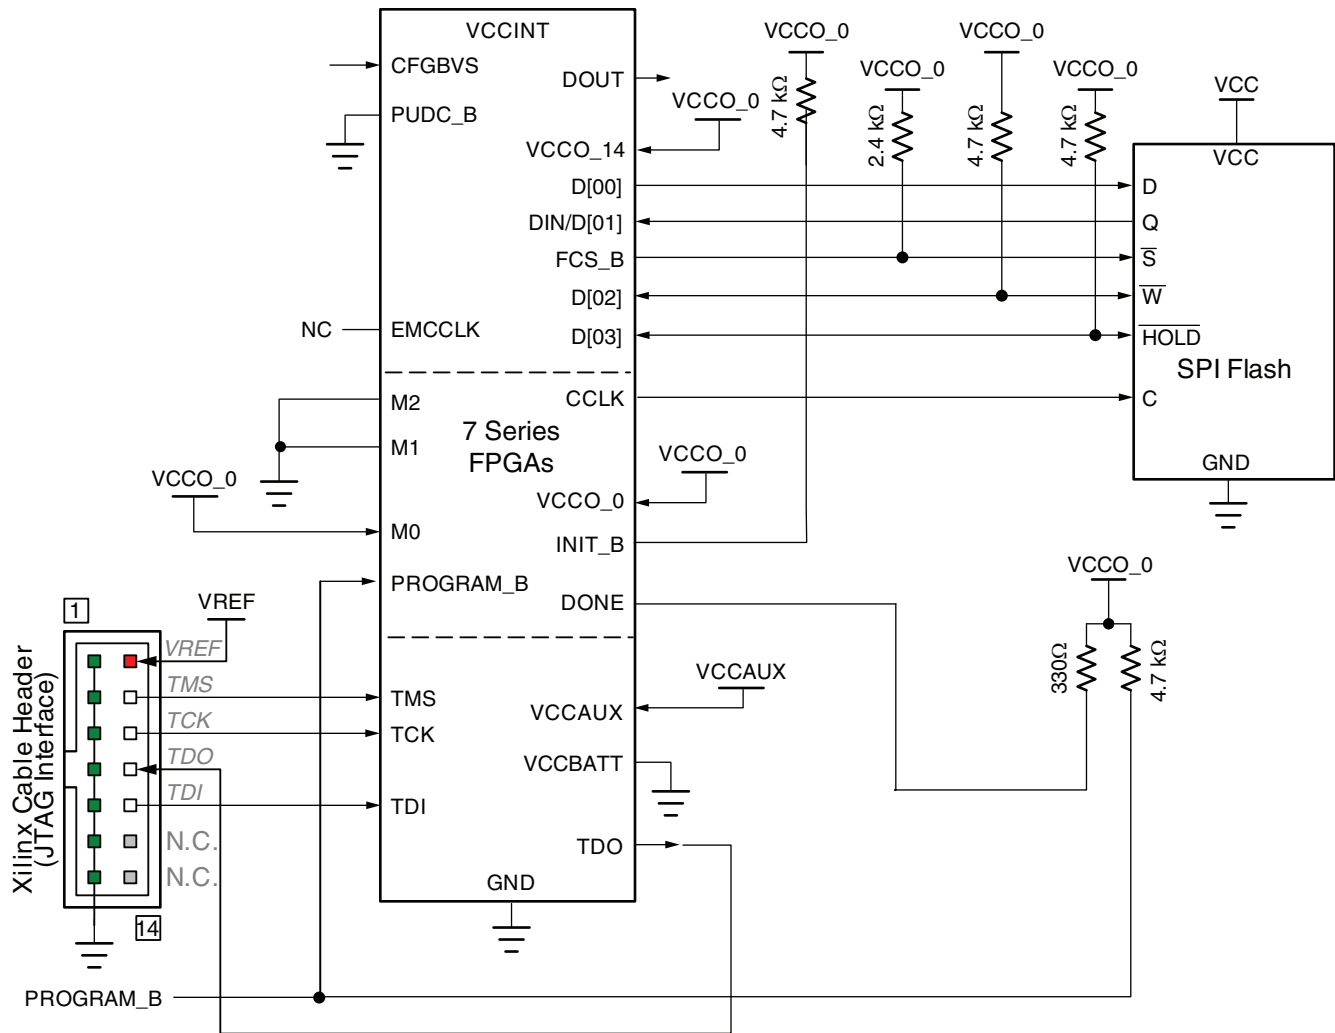 VCCINT
CFGBVS
PUDC_B
DOUT
VCCO_0
VCCO_14
D[00]
DIN/D[01]
FCS_B
D[02]
D[03]
NC
EMCCLK
VCCO_0
4.7 kΩ
VCCO_0
2.4 kΩ
VCCO_0
4.7 kΩ
VCCO_0
4.7 kΩ
VCC
VCC
D
Q
S
W
HOLD
SPI Flash
C
GND
M2
M1
VCCO_0
M0
7 Series
FPGAs
CCLK
VCCO_0
VCCO_0
INIT_B
PROGRAM_B
DONE
VCCO_0
330Ω
4.7 kΩ
1
VREF
VREF
TMS
TCK
TDO
TDI
N.C.
N.C.
14
Xilinx Cable Header
(JTAG Interface)
TMS
TCK
TDI
VCCAUX
VCCAUX
VCCBATT
TDO
GND
PROGRAM_B